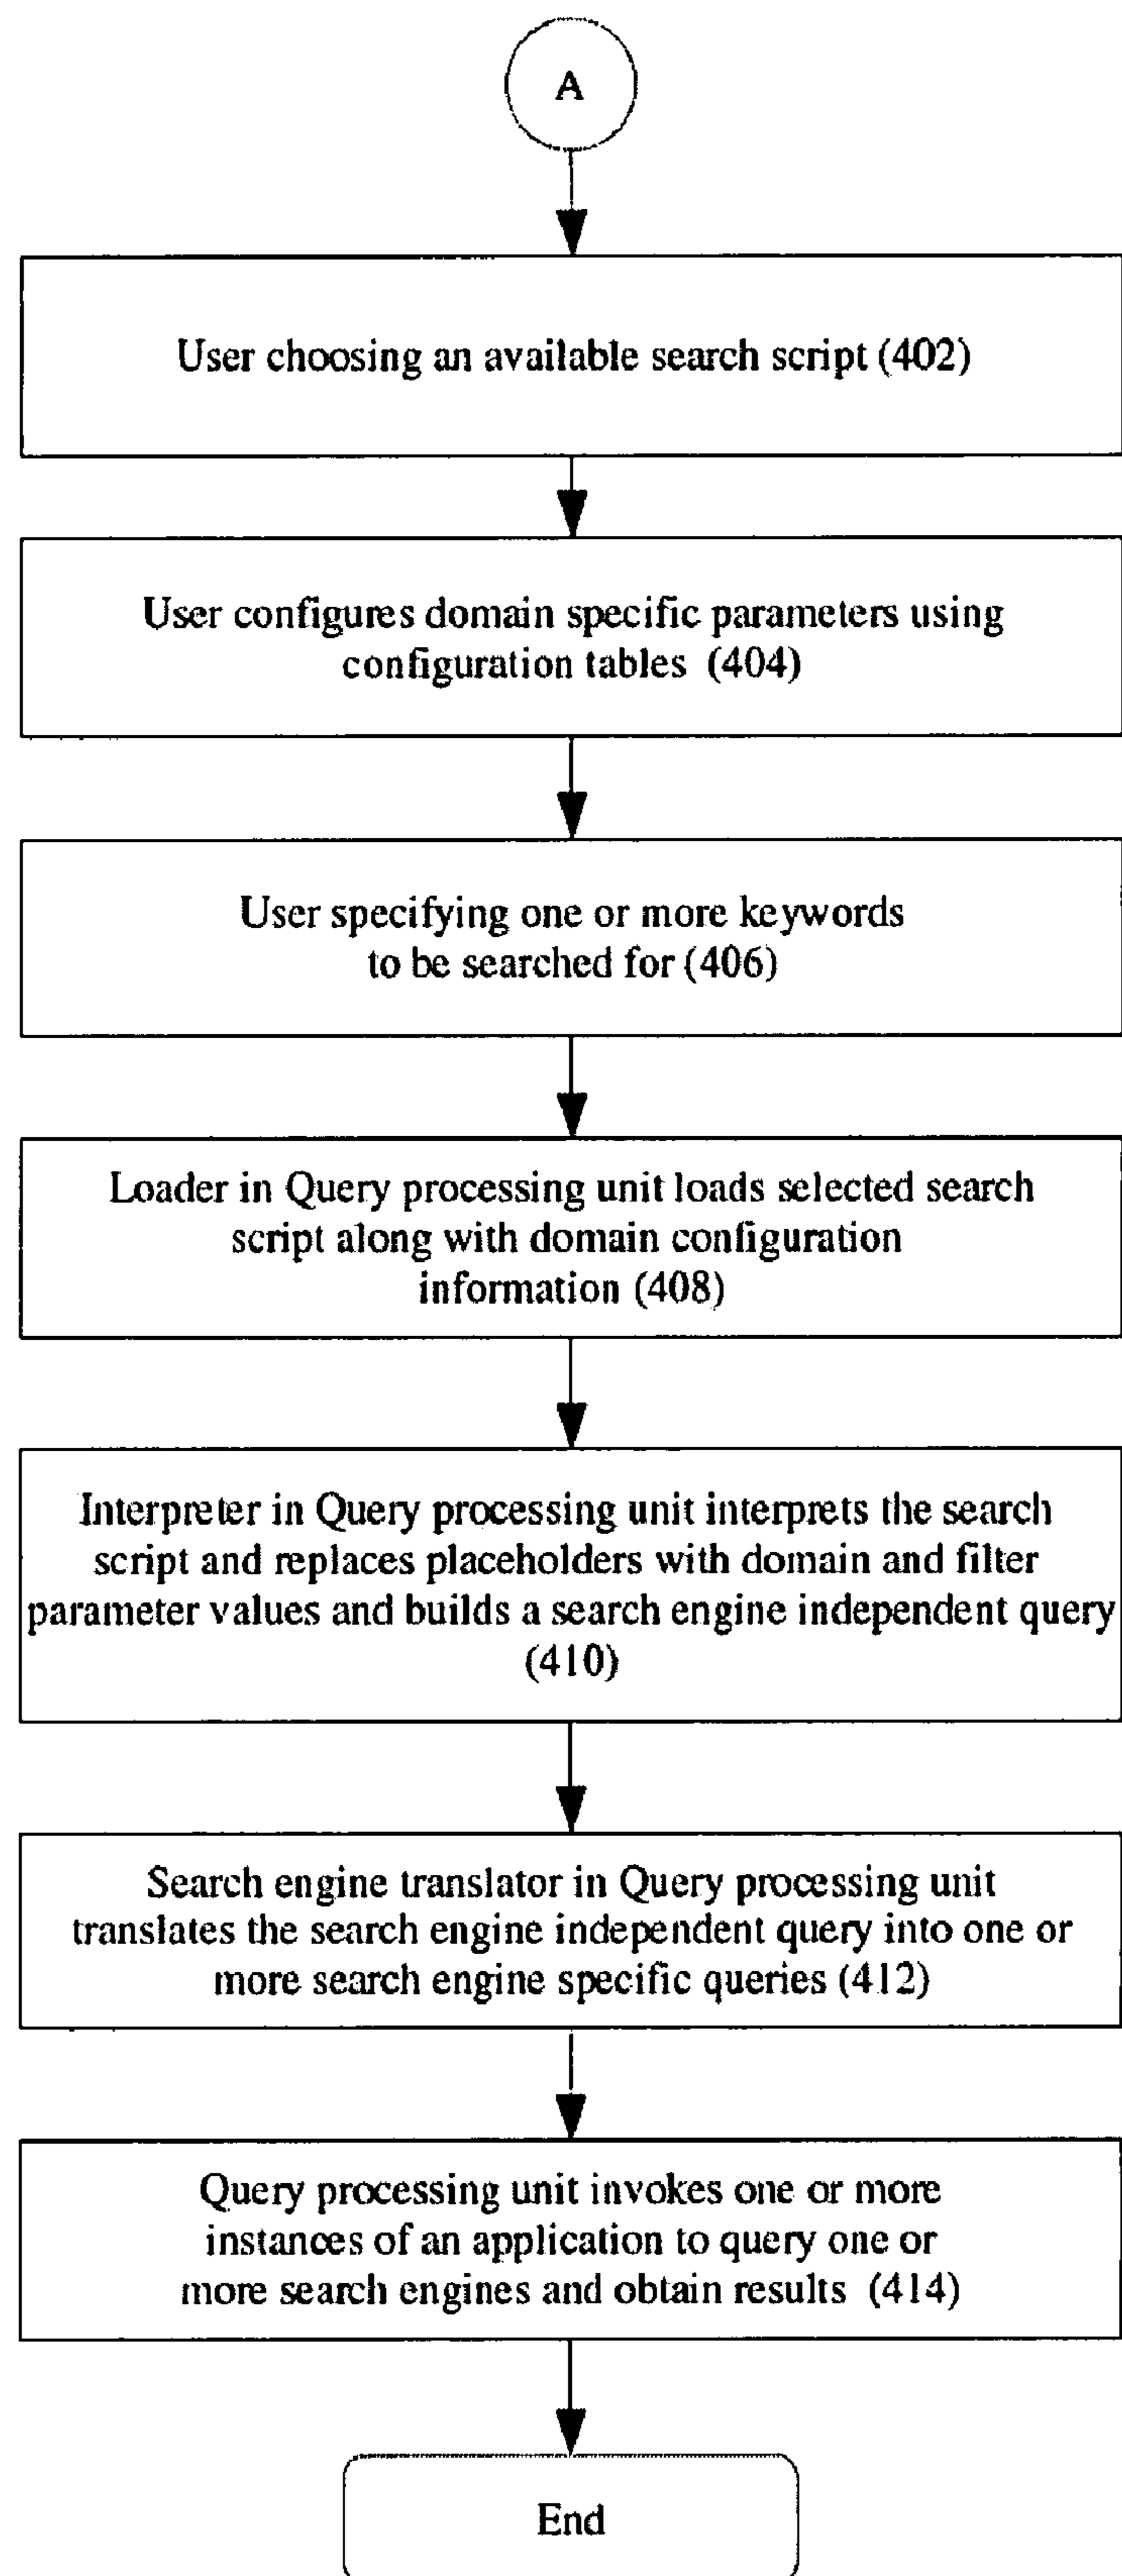 A
User choosing an available search script (402)
User configures domain specific parameters using
configuration tables (404)
User specifying one or more keywords
to be searched for (406)
Loader in Query processing unit loads selected search
script along with domain configuration
information (408)
Interpreter in Query processing unit interprets the search
script and replaces placeholders with domain and filter
parameter values and builds a search engine independent query
(410)
Search engine translator in Query processing unit
translates the search engine independent query into one or
more search engine specific queries (412)
Query processing unit invokes one or more
instances of an application to query one or
more search engines and obtain results (414)
End